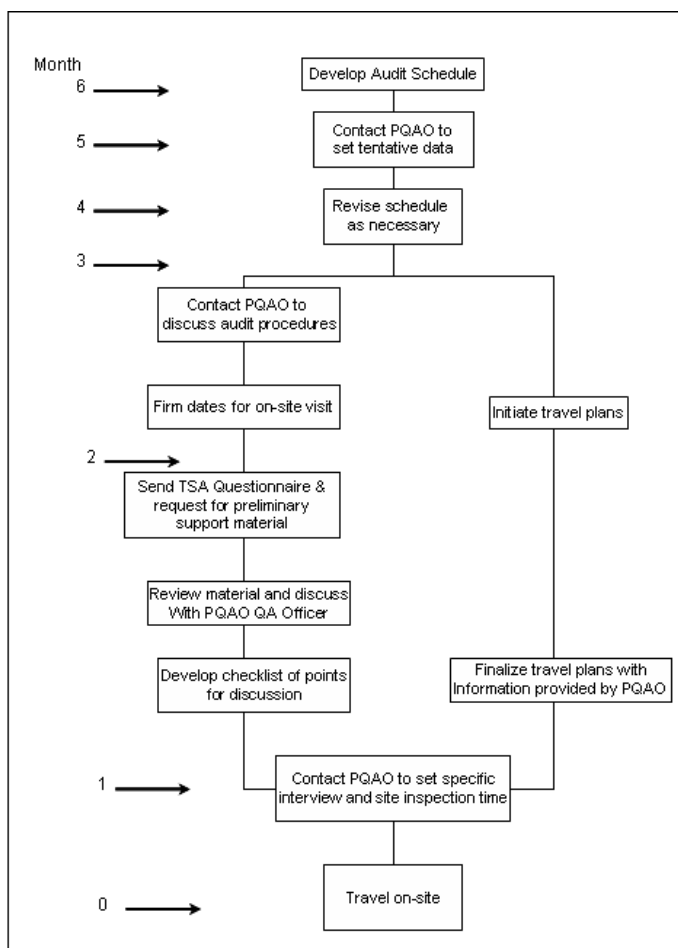 Month
6
Develop Audit Schedule
5
Contact PQAO to
set tentative data
4
Revise schedule
as necessary
3
Contact PQAO to
discuss audit procedures
Firm dates for on-site visit
Initiate travel plans
2
Send TSA Questionnaire &
request for preliminary
support material
Review material and discuss
With PQAO QA Officer
Develop checklist of points
for discussion
Finalize travel plans with
Information provided by PQAO
1
Contact PQAO to set specific
interview and site inspection time
0
Travel on-site